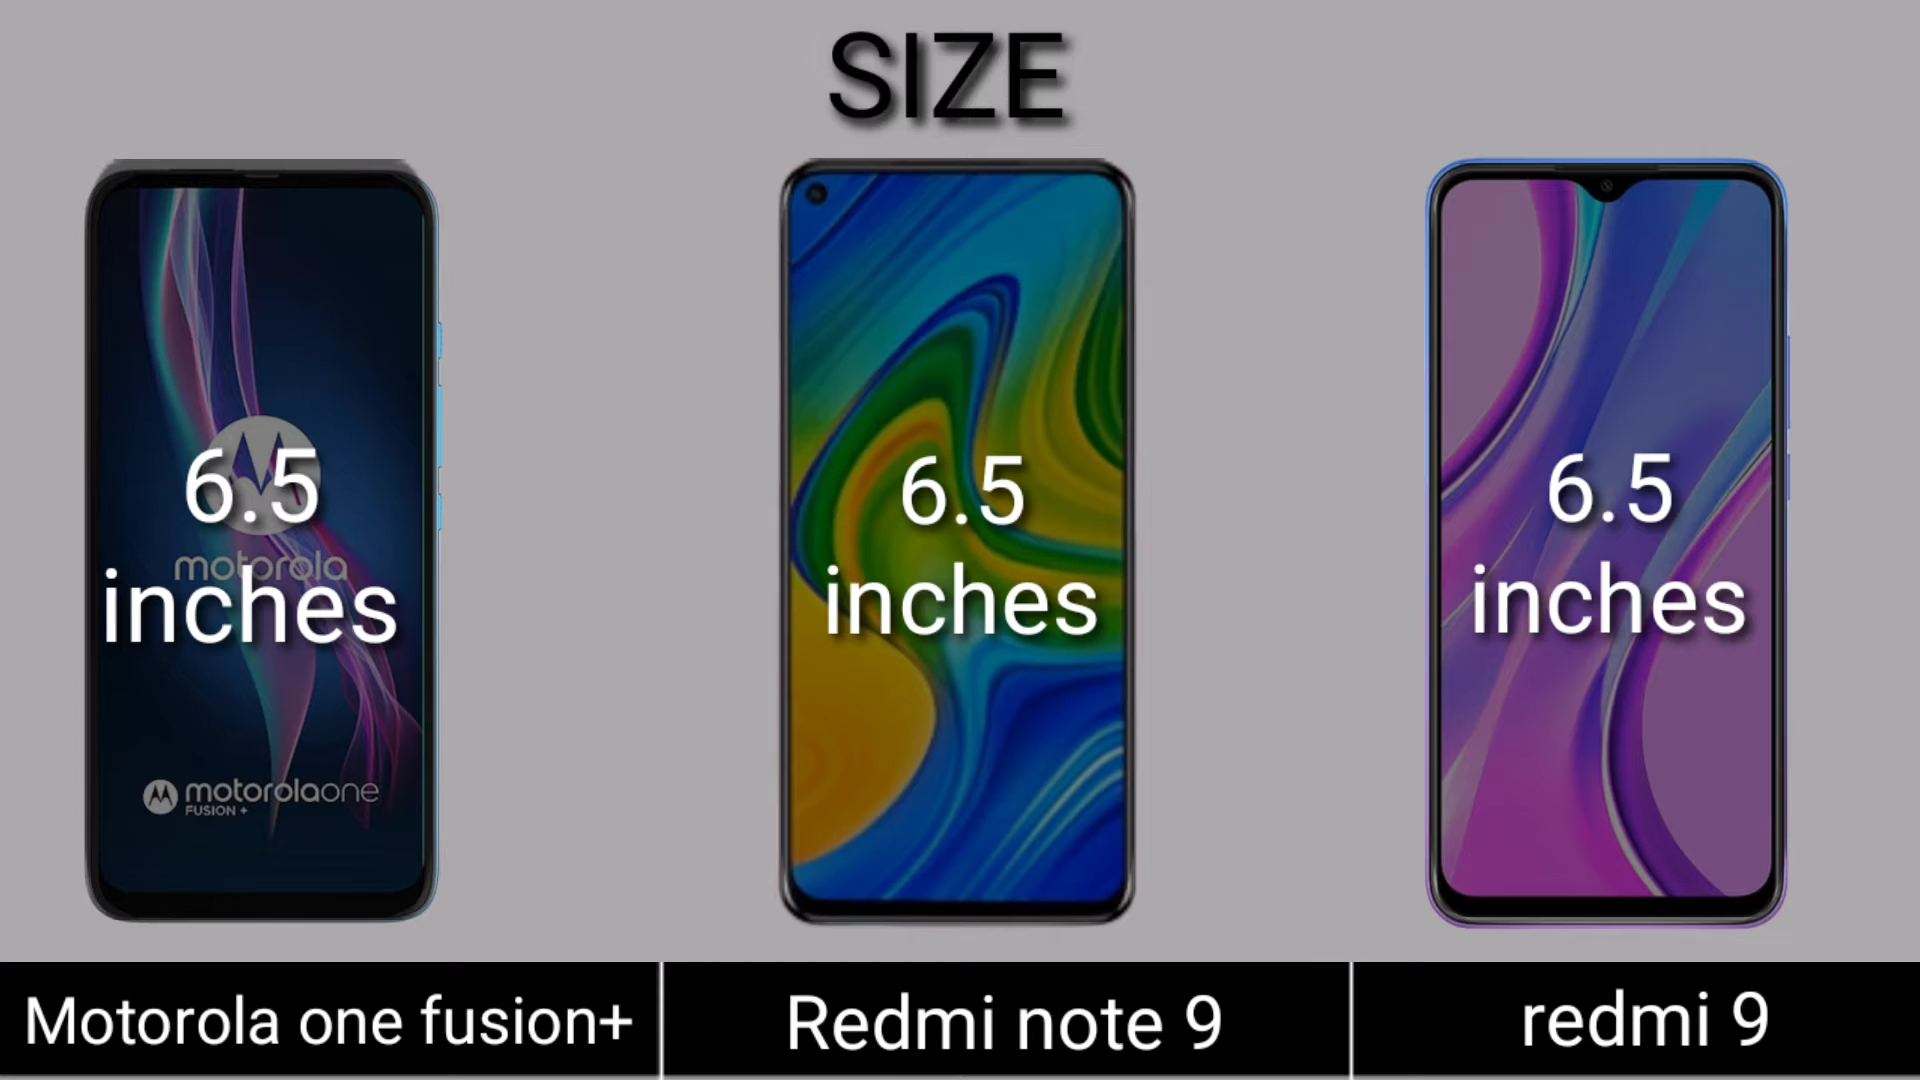 SIZE
6.5
inches
motorola
motorolaone
FUSION +
6.5
inches
6.5
inches
Motorola one fusion+
Redmi note 9
redmi 9